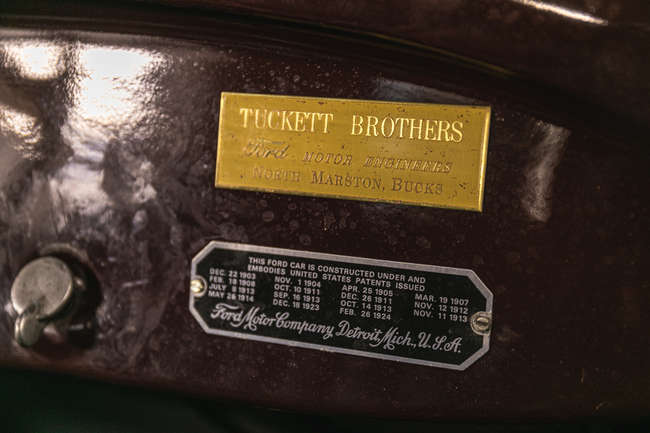 TUCKETT BROTHERS
Ford MOTOR ENGINEERS
NORTH MARSTON, BUCKS
THIS FORD CAR IS CONSTRUCTED UNDER AND
EMBODIES UNITED STATES PATENTS ISSUED
DEC. 22 1903 NOV. 1 1904 APR. 25 1905 MAR. 19 1907
FEB. 18 1908 OCT. 10 1911 DEC. 26 1911 NOV. 12 1912
JULY 8 1913 SEP. 16 1913 OCT. 14 1913 NOV. 11 1913
MAY 26 1914 DEC. 18 1923 FEB. 26 1924
Ford Motor Company Detroit, Mich., U.S.A.